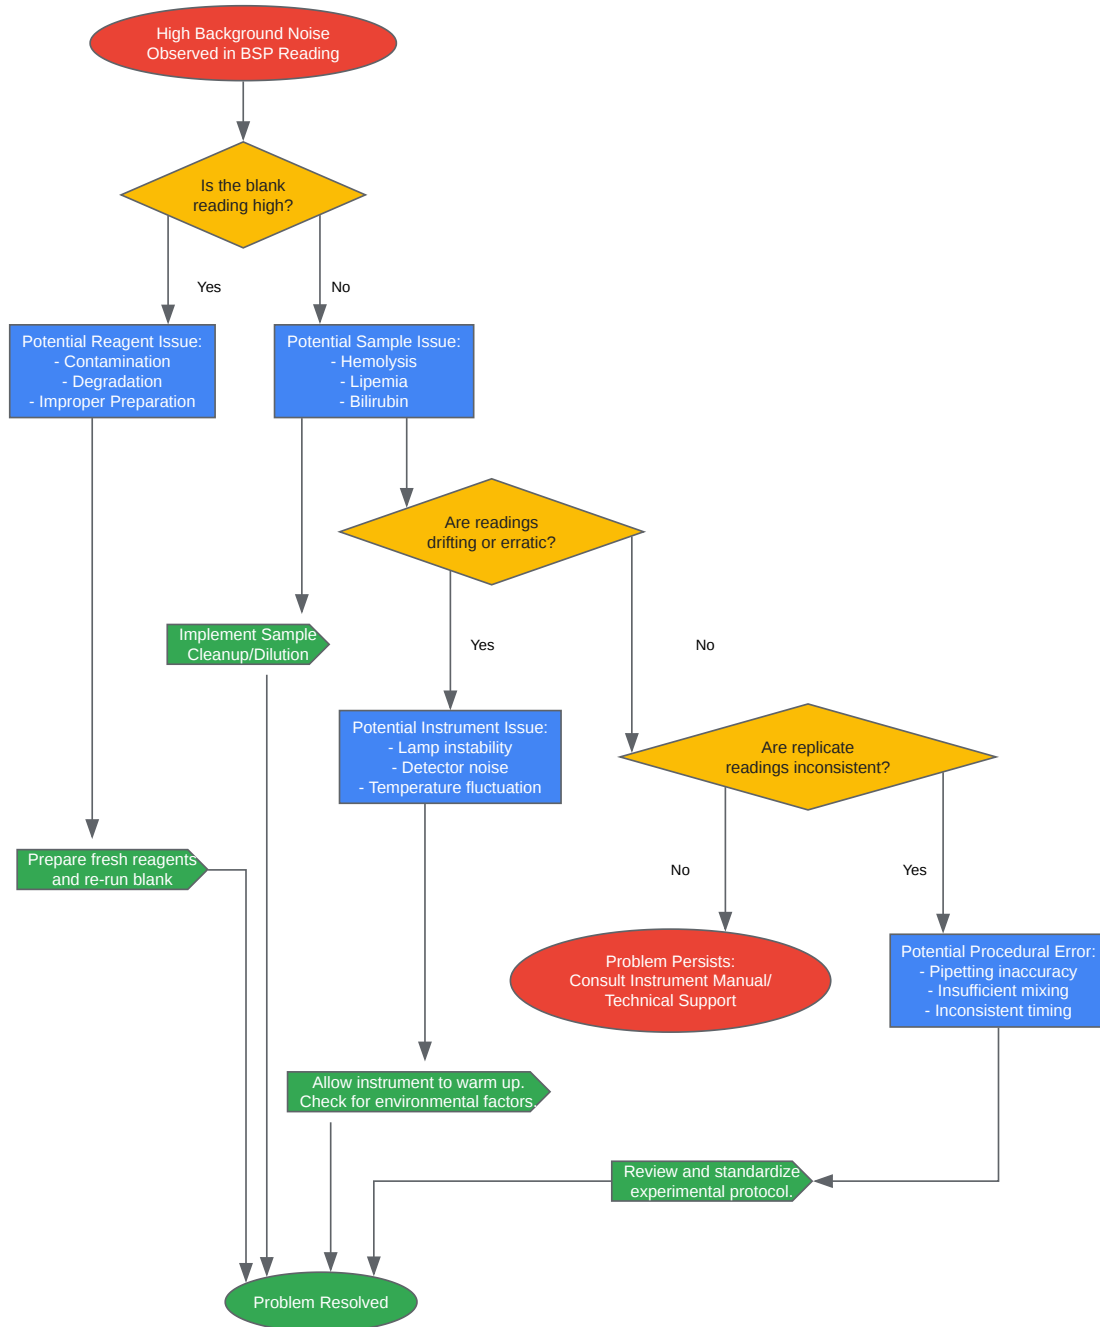 High Background Noise
Observed in BSP Reading
Is the blank
reading high?
Yes
No
Potential Reagent Issue:
- Contamination
- Degradation
- Improper Preparation
Potential Sample Issue:
- Hemolysis
- Lipemia
- Bilirubin
Are readings
drifting or erratic?
Implement Sample
Cleanup/Dilution
Yes
No
Potential Instrument Issue:
- Lamp instability
- Detector noise
- Temperature fluctuation
Are replicate
readings inconsistent?
Prepare fresh reagents
and re-run blank
No
Yes
Problem Persists:
Consult Instrument Manual/
Technical Support
Potential Procedural Error:
- Pipetting inaccuracy
- Insufficient mixing
- Inconsistent timing
Allow instrument to warm up.
Check for environmental factors.
Review and standardize
experimental protocol.
Problem Resolved